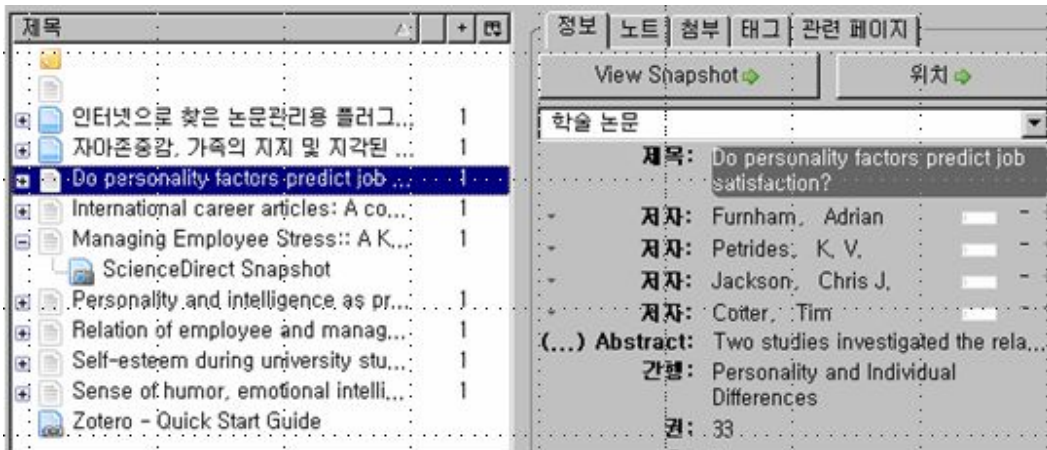 제목 +
인터넷으로 찾은 논문관리용 플러그... 1
자아존중감, 가족의 지지 및 지각된 ... 1
Do personality factors predict job ... 1
International career articles: A co... 1
Managing Employee Stress:: A K... 1
ScienceDirect Snapshot
Personality and intelligence as pr... 1
Relation of employee and manag... 1
Self-esteem during university stu... 1
Sense of humor, emotional intelli... 1
Zotero - Quick Start Guide
정보 노트 첨부 태그 관련 페이지
View Snapshot 위치
학술 논문
제목: Do personality factors predict job
satisfaction?
저자: Furnham, Adrian
저자: Petrides, K. V.
저자: Jackson, Chris J.
저자: Cotter, Tim
(...) Abstract: Two studies investigated the rela...
간행: Personality and Individual
Differences
권: 33